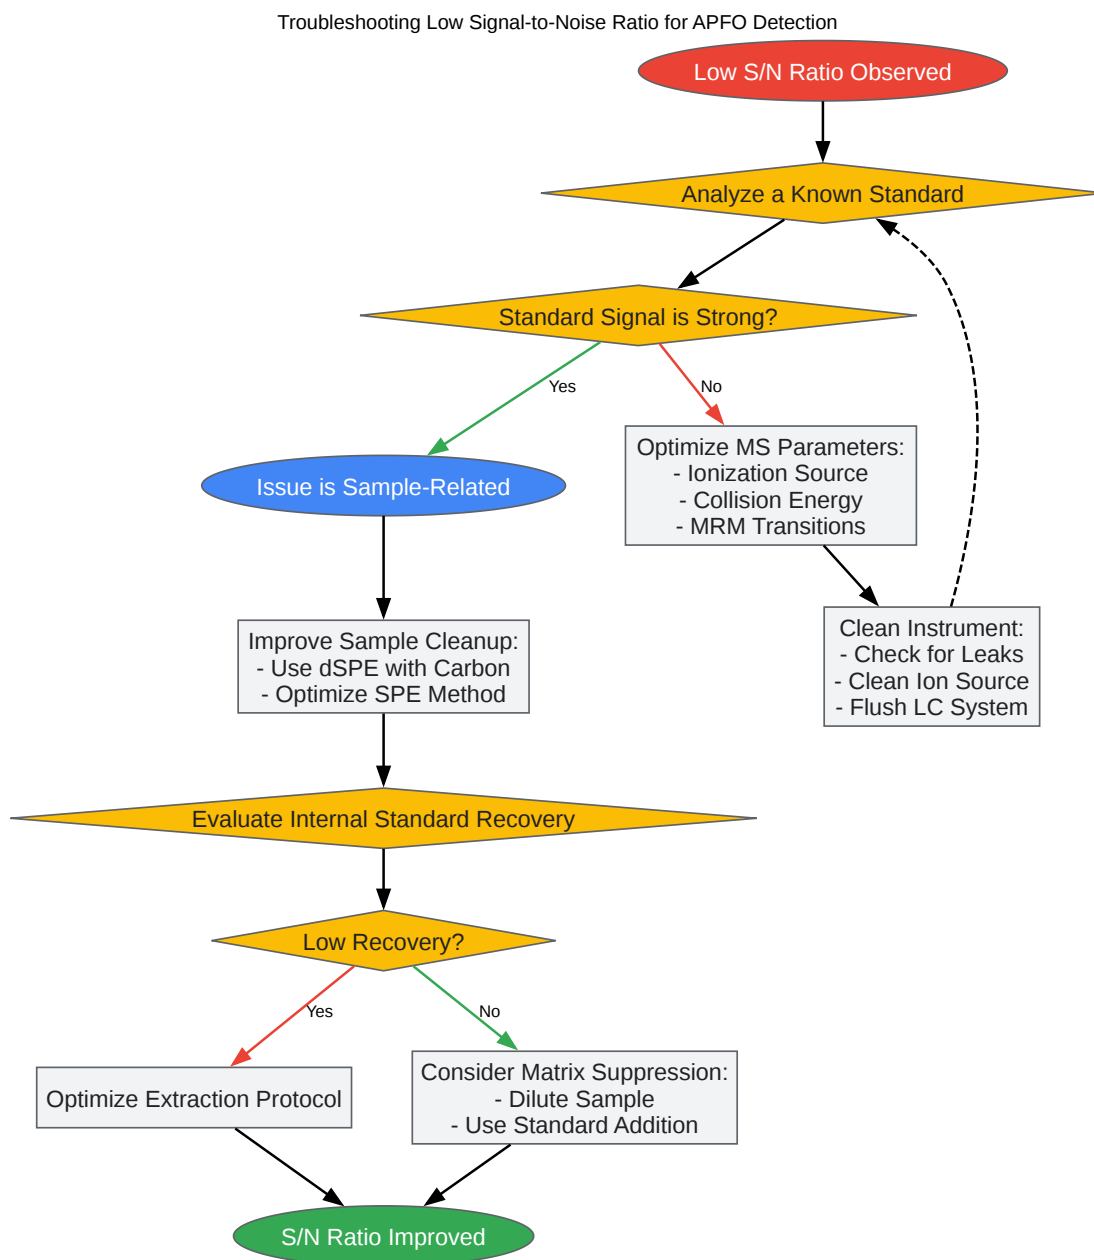 Troubleshooting Low Signal-to-Noise Ratio for APFO Detection
Low S/N Ratio Observed
Analyze a Known Standard
Standard Signal is Strong?
Yes
No
Optimize MS Parameters:
- Ionization Source
- Collision Energy
- MRM Transitions
Issue is Sample-Related
Clean Instrument:
- Check for Leaks
- Clean Ion Source
- Flush LC System
Improve Sample Cleanup:
- Use dSPE with Carbon
- Optimize SPE Method
Evaluate Internal Standard Recovery
Low Recovery?
Yes
No
Optimize Extraction Protocol
Consider Matrix Suppression:
- Dilute Sample
- Use Standard Addition
S/N Ratio Improved